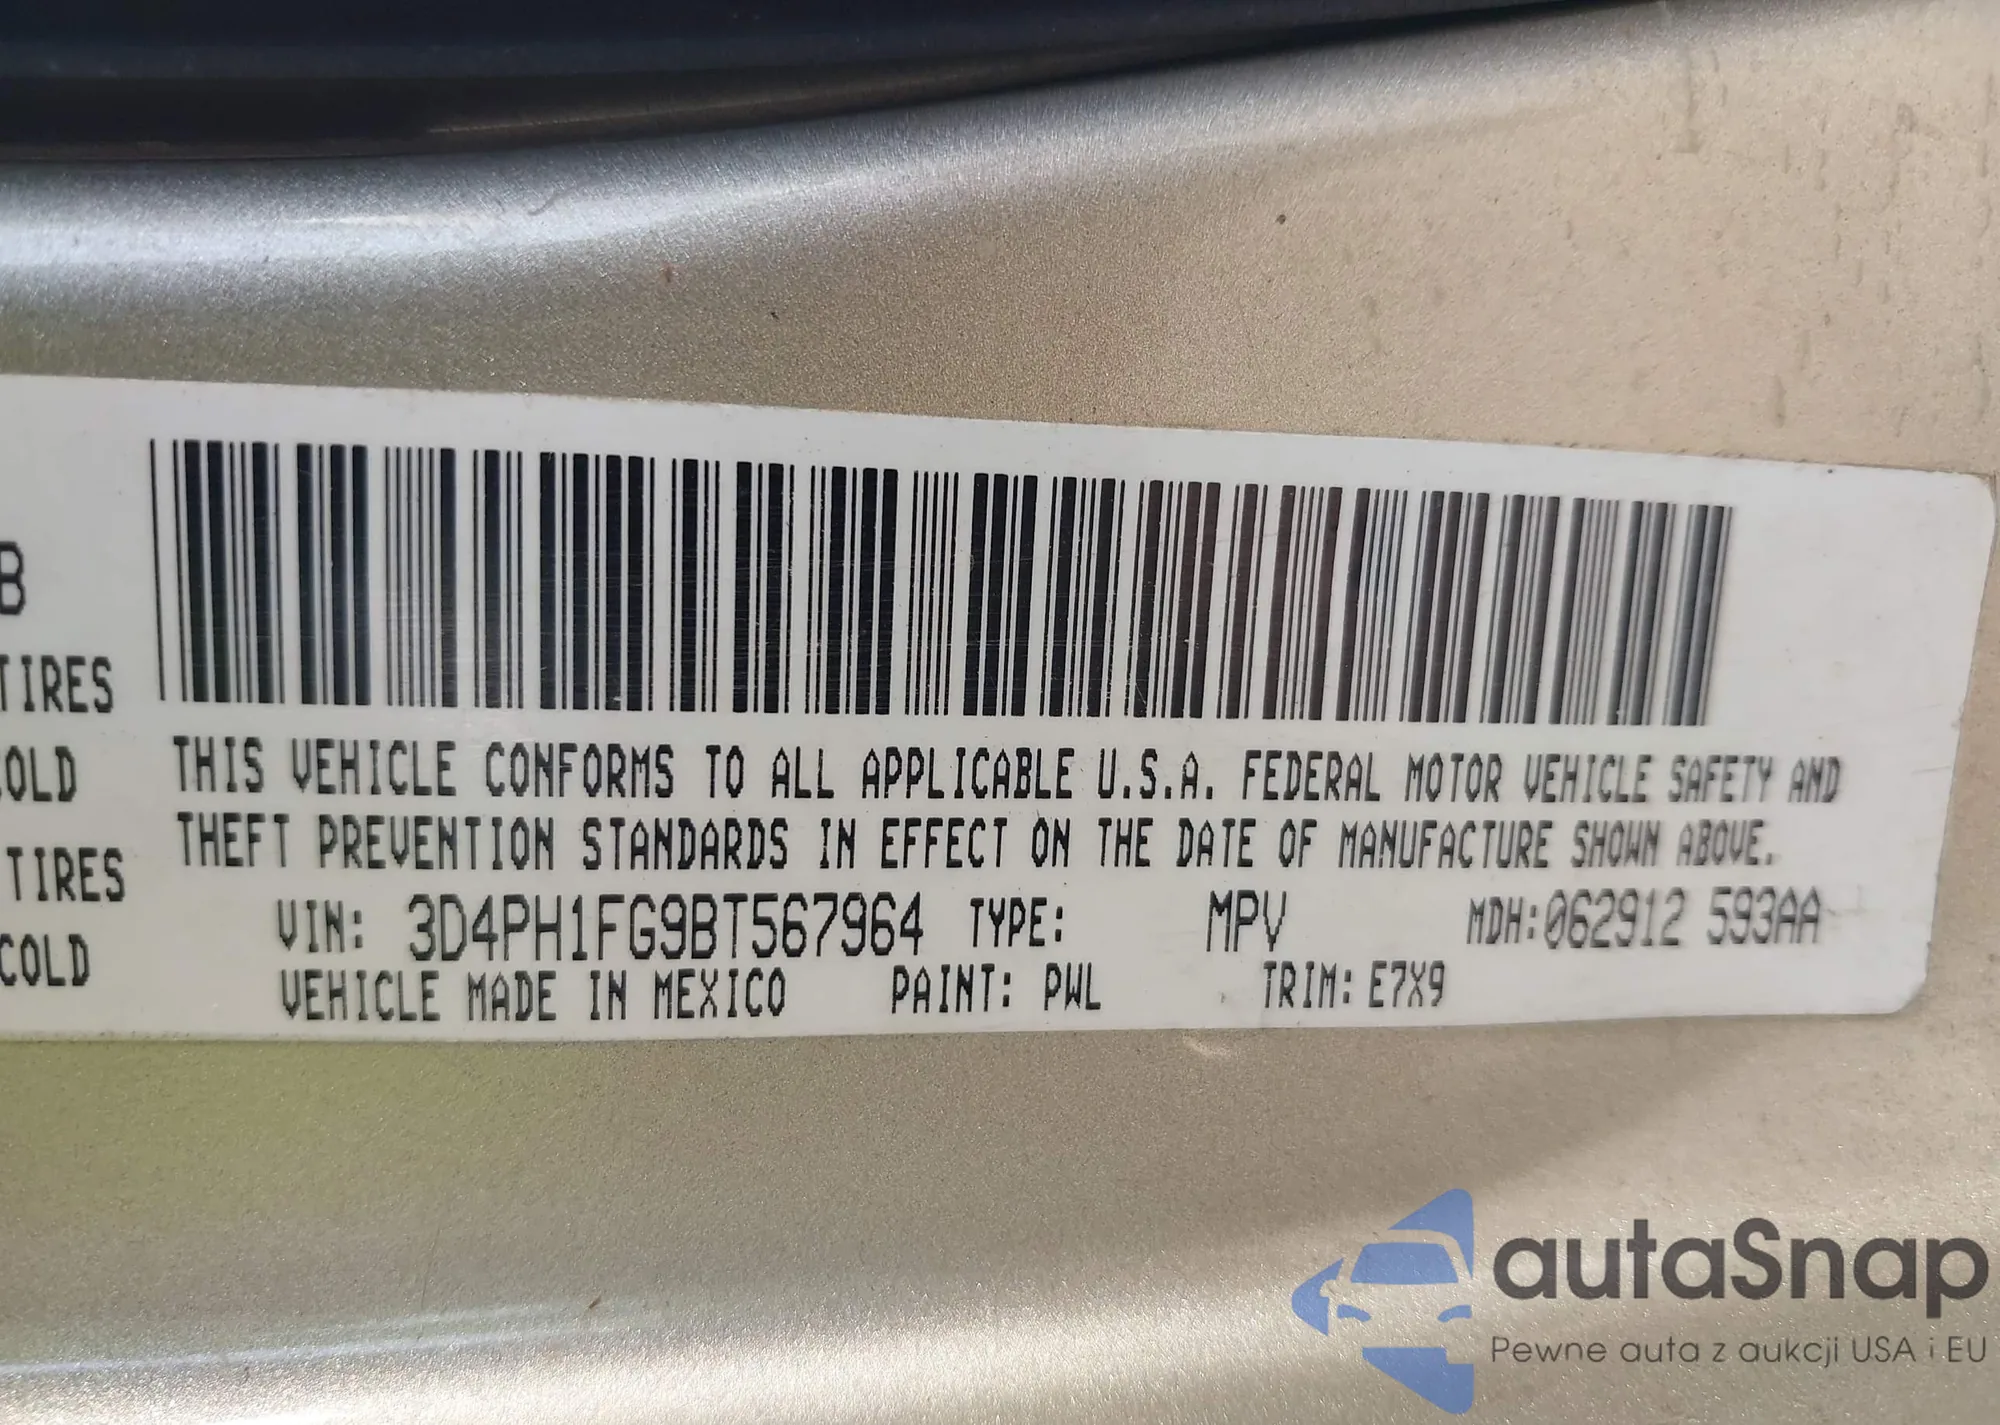 B
TIRES
COLD
TIRES
COLD
THIS VEHICLE CONFORMS TO ALL APPLICABLE U.S.A. FEDERAL MOTOR VEHICLE SAFETY AND
THEFT PREVENTION STANDARDS IN EFFECT ON THE DATE OF MANUFACTURE SHOWN ABOVE.
VIN: 3D4PH1FG9BT567964 TYPE: MPV MDH:062912 593AA
VEHICLE MADE IN MEXICO PAINT: PWL TRIM: E7X9
autaSnap
Pewne auta z aukcji USA i EU